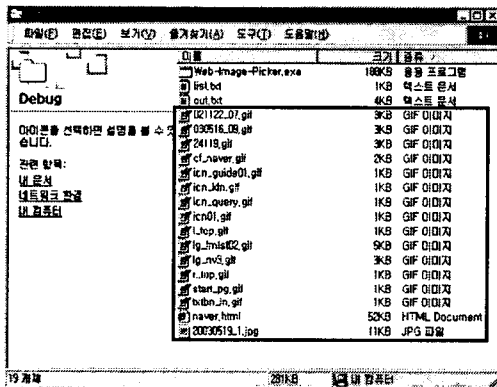 파일(F) 편집(E) 보기(V) 즐겨찾기(A) 도구(T) 도움말(H)
이름 크기 종류
Debug
아이콘을 선택하면 설명을 볼 수
습니다.
관련 항목:
내 문서
네트워크 환경
내 컴퓨터
Web-Image-Picker.exe 188KB 응용 프로그램
list.txt 1KB 텍스트 문서
out.txt 4KB 텍스트 문서
021122_07.gif 9KB GIF 이미지
030516_09.gif 3KB GIF 이미지
24119.gif 3KB GIF 이미지
cf_naver.gif 2KB GIF 이미지
icn_guide01.gif 1KB GIF 이미지
icn_kin.gif 1KB GIF 이미지
icn_query.gif 1KB GIF 이미지
icn01.gif 1KB GIF 이미지
l_top.gif 1KB GIF 이미지
lg_tmlst02.gif 9KB GIF 이미지
lg_nv3.gif 3KB GIF 이미지
r_top.gif 1KB GIF 이미지
start_pg.gif 1KB GIF 이미지
txtbn_in.gif 1KB GIF 이미지
naver.html 52KB HTML Document
20030519_1.jpg 11KB JPG 파일
19 개체 281KB 내 컴퓨터